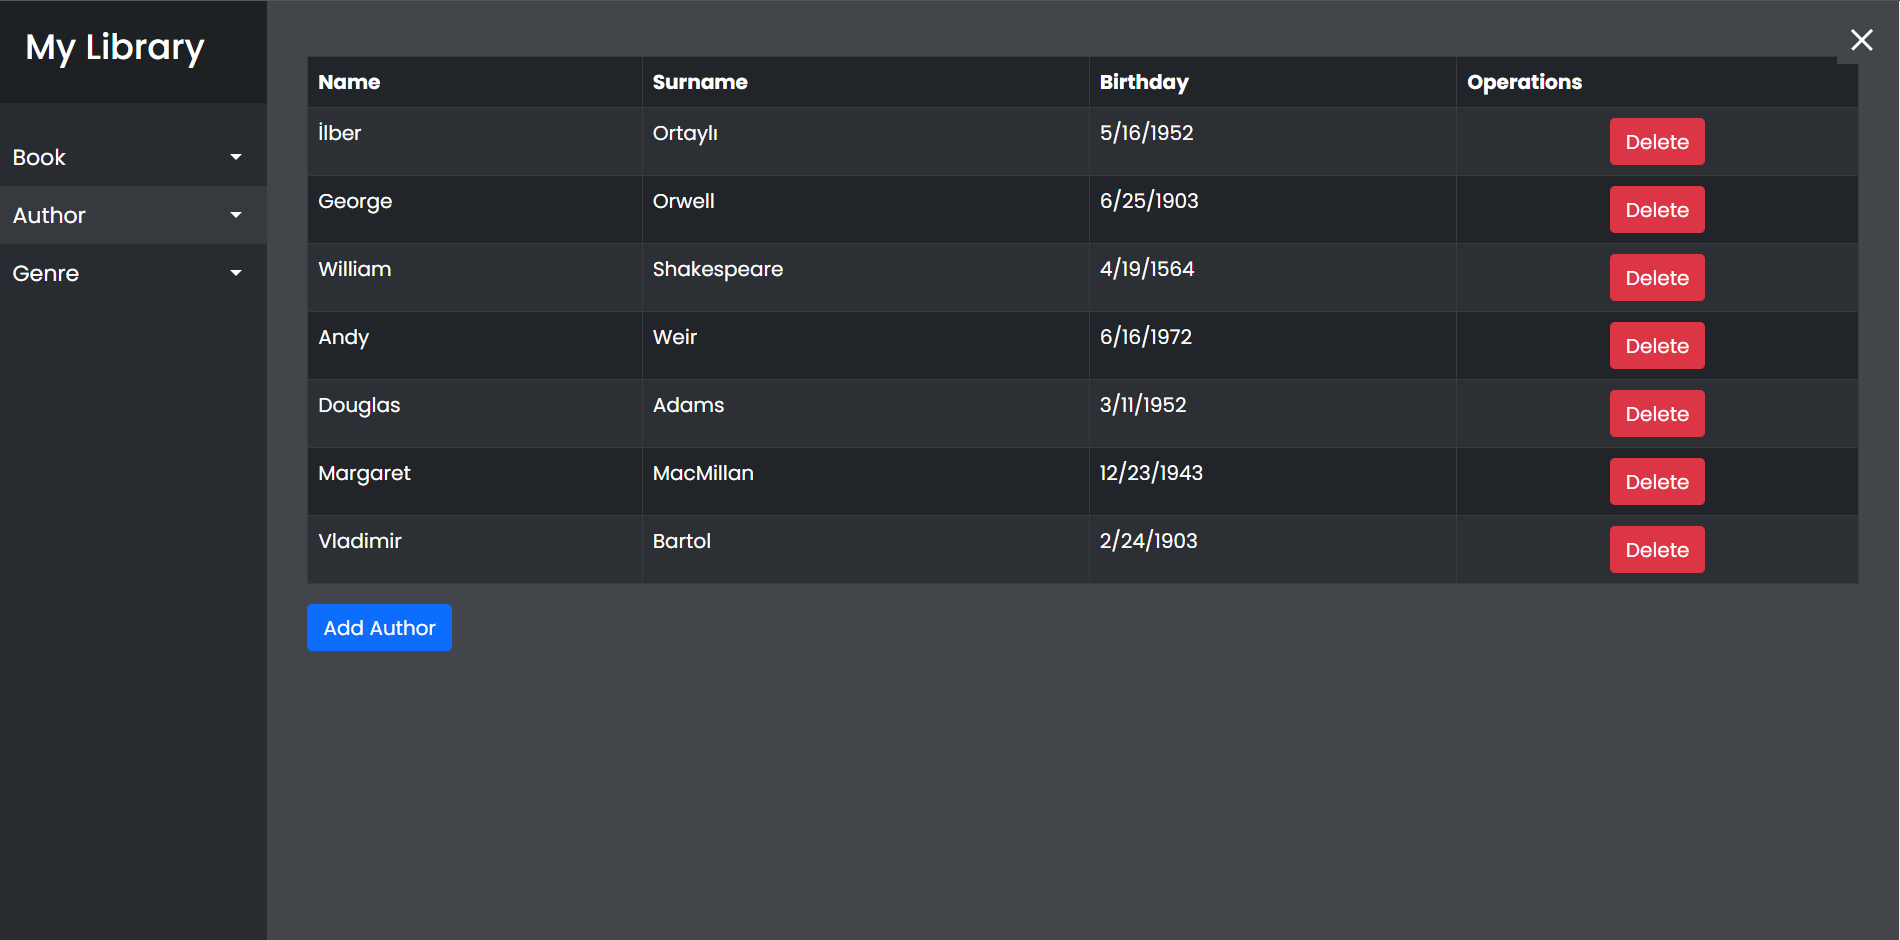 My Library
Book
Author
Genre
Name Surname Birthday Operations
İlber Ortaylı 5/16/1952 Delete
George Orwell 6/25/1903 Delete
William Shakespeare 4/19/1564 Delete
Andy Weir 6/16/1972 Delete
Douglas Adams 3/11/1952 Delete
Margaret MacMillan 12/23/1943 Delete
Vladimir Bartol 2/24/1903 Delete
Add Author